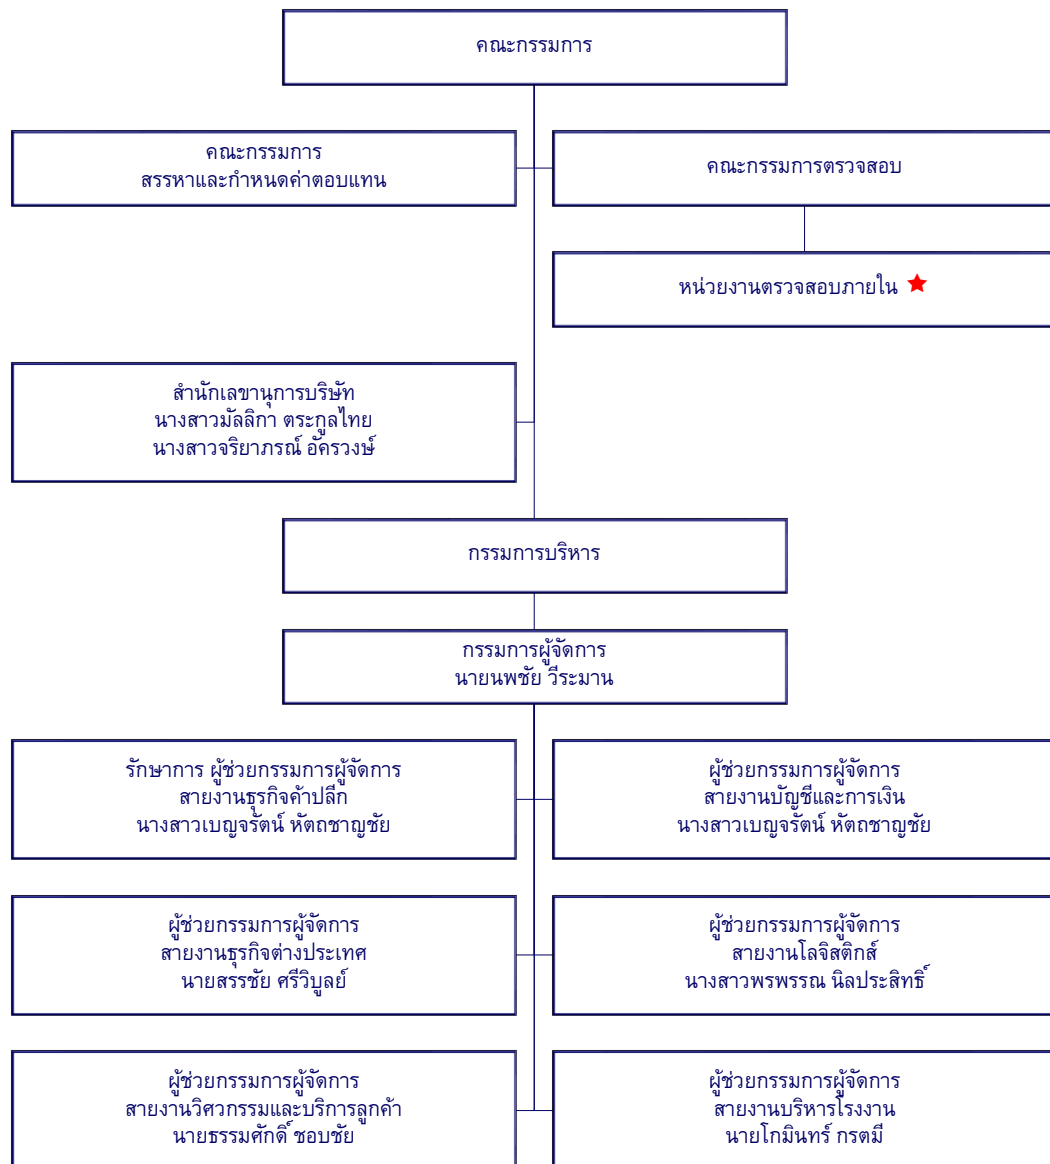 คณะกรรมการ
คณะกรรมการ
สรรหาและกำหนดค่าตอบแทน
คณะกรรมการตรวจสอบ
หน่วยงานตรวจสอบภายใน
สำนักเลขานุการบริษัท
นางสาวมัลลิกา ตระกูลไทย
นางสาวจริยาภรณ์ อัครวงษ์
กรรมการบริหาร
กรรมการผู้จัดการ
นายนพชัย วีระมาน
รักษาการ ผู้ช่วยกรรมการผู้จัดการ
สายงานธุรกิจค้าปลีก
นางสาวเบญจรัตน์ หัตถชาญชัย
ผู้ช่วยกรรมการผู้จัดการ
สายงานบัญชีและการเงิน
นางสาวเบญจรัตน์ หัตถชาญชัย
ผู้ช่วยกรรมการผู้จัดการ
สายงานธุรกิจต่างประเทศ
นายสรรชัย ศรีวิบูลย์
ผู้ช่วยกรรมการผู้จัดการ
สายงานโลจิสติกส์
นางสาวพรพรรณ นิลประสิทธิ์
ผู้ช่วยกรรมการผู้จัดการ
สายงานวิศวกรรมและบริการลูกค้า
นายธรรมศักดิ์ ชอบชัย
ผู้ช่วยกรรมการผู้จัดการ
สายงานบริหารโรงงาน
นายโกมินทร์ กรตมี